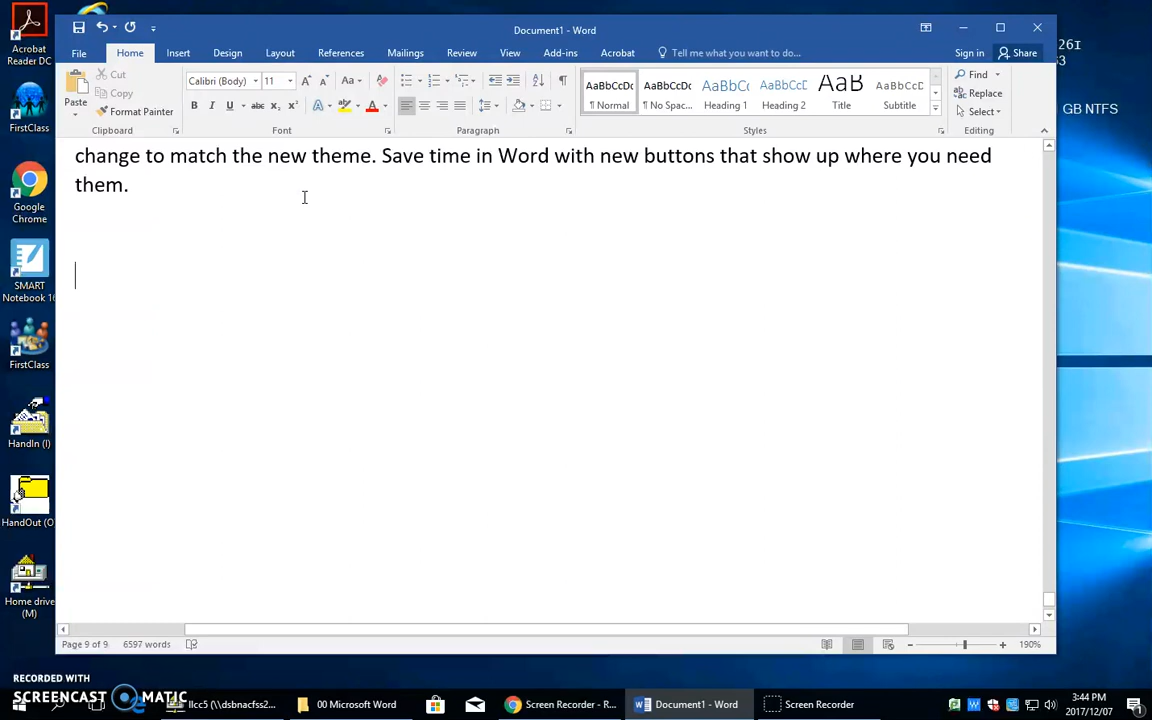 Document1 - Word
File Home Insert Design Layout References Mailings Review View Add-ins Acrobat Tell me what you want to do... Sign in Share
Paste
Cut
Copy
Format Painter
Clipboard
Calibri (Body) 11
Font
Paragraph
AaBbCcDc AaBbCcDc AaBbCc AaBbCcD AaB AaBbCcD
¶ Normal ¶ No Spac... Heading 1 Heading 2 Title Subtitle
Styles
Find
Replace
Select
Editing
change to match the new theme. Save time in Word with new buttons that show up where you need
them.
Page 9 of 9 6597 words 190%
Acrobat
Reader DC
FirstClass
Google
Chrome
SMART
Notebook 16
FirstClass
HandIn (I)
HandOut (O
Home drive
(M)
GB NTFS
RECORDED WITH
SCREENCAST MATIC
llcc5 (\\dsbnacfss2... 00 Microsoft Word Screen Recorder - R... Document1 - Word Screen Recorder
3:44 PM
2017/12/07